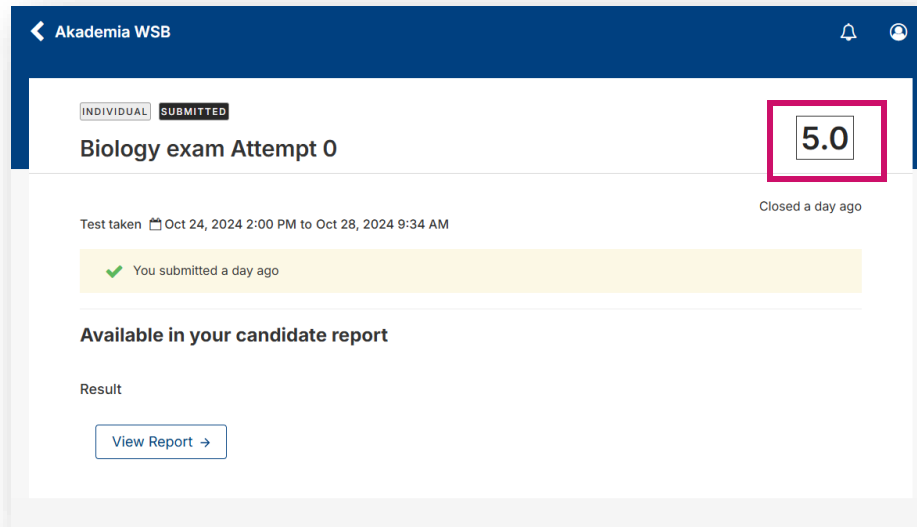 Akademia WSB
INDIVIDUAL SUBMITTED
Biology exam Attempt 0
5.0
Closed a day ago
Test taken Oct 24, 2024 2:00 PM to Oct 28, 2024 9:34 AM
You submitted a day ago
Available in your candidate report
Result
View Report →